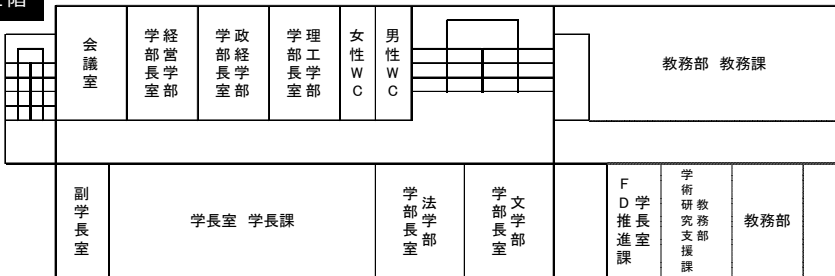 会議室
経営学部
学部長室
政経学部
学部長室
理工学部
学部長室
女性WC
男性WC
教務部 教務課
副学長室
学長室 学長課
法学部
学部長室
文学部
学部長室
学長室
FD推進課
教務部
学術研究支援課
教務部